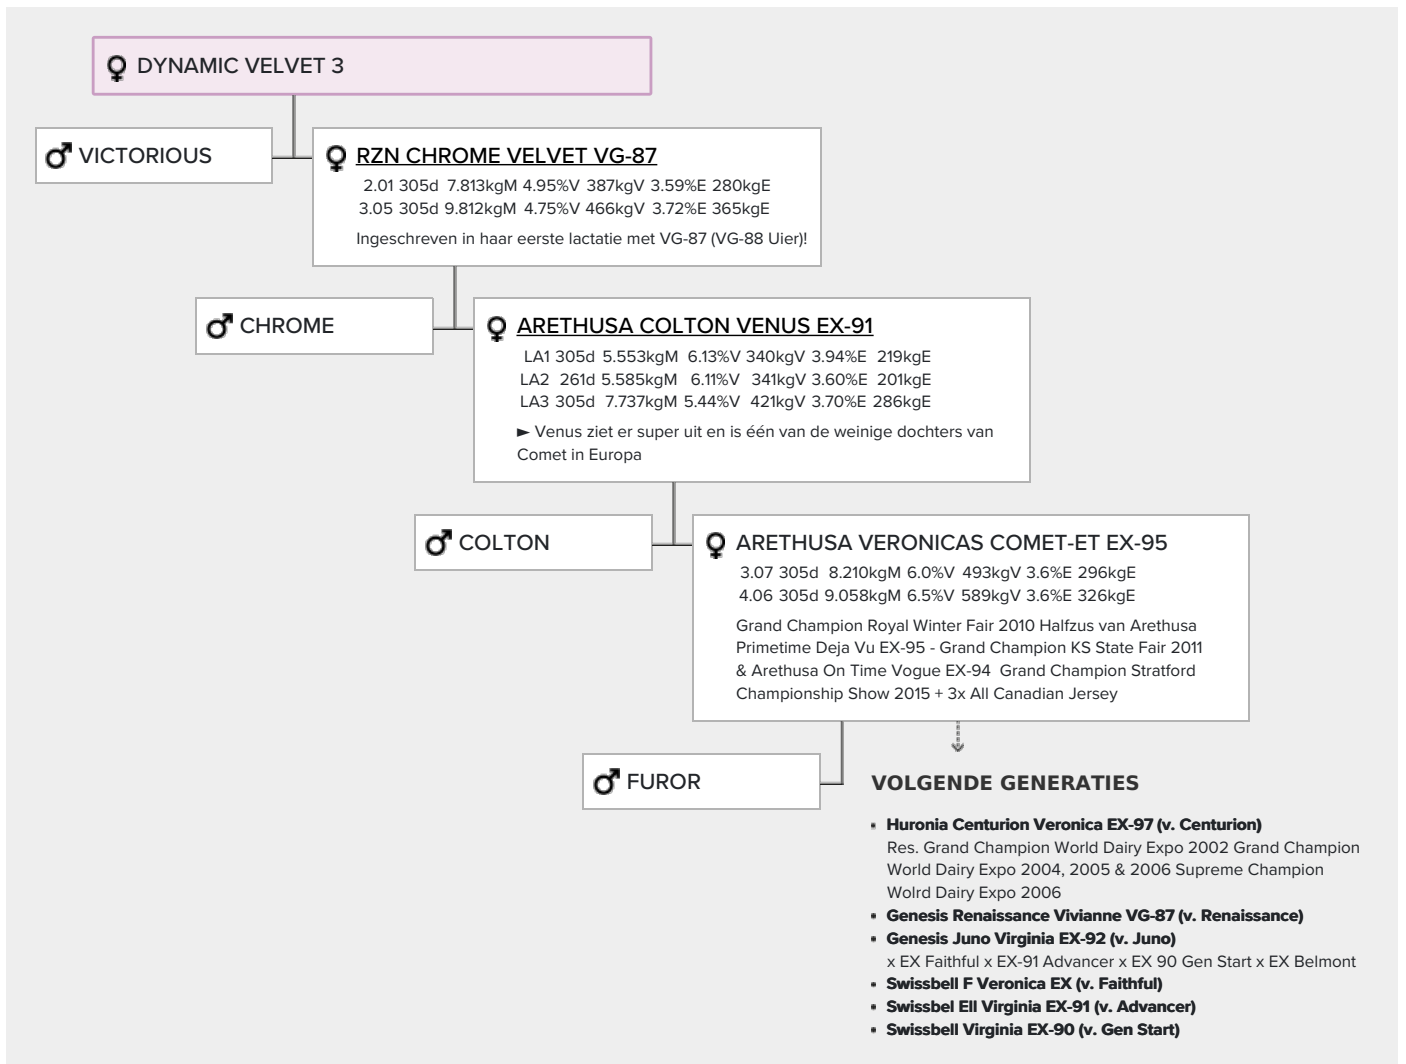 DYNAMIC VELVET 3
VICTORIOUS
RZN CHROME VELVET VG-87
2.01 305d 7.813kgM 4.95%V 387kgV 3.59%E 280kgE
3.05 305d 9.812kgM 4.75%V 466kgV 3.72%E 365kgE
Ingeschreven in haar eerste lactatie met VG-87 (VG-88 Uier)!
CHROME
ARETHUSA COLTON VENUS EX-91
LA1 305d 5.553kgM 6.13%V 340kgV 3.94%E 219kgE
LA2 261d 5.585kgM 6.11%V 341kgV 3.60%E 201kgE
LA3 305d 7.737kgM 5.44%V 421kgV 3.70%E 286kgE
► Venus ziet er super uit en is één van de weinige dochters van
Comet in Europa
COLTON
ARETHUSA VERONICAS COMET-ET EX-95
3.07 305d 8.210kgM 6.0%V 493kgV 3.6%E 296kgE
4.06 305d 9.058kgM 6.5%V 589kgV 3.6%E 326kgE
Grand Champion Royal Winter Fair 2010 Halfzus van Arethusa
Primetime Deja Vu EX-95 - Grand Champion KS State Fair 2011
& Arethusa On Time Vogue EX-94 Grand Champion Stratford
Championship Show 2015 + 3x All Canadian Jersey
FUROR
VOLGENDE GENERATIES
▪ Huronia Centurion Veronica EX-97 (v. Centurion)
Res. Grand Champion World Dairy Expo 2002 Grand Champion
World Dairy Expo 2004, 2005 & 2006 Supreme Champion
Wolrd Dairy Expo 2006
▪ Genesis Renaissance Vivianne VG-87 (v. Renaissance)
▪ Genesis Juno Virginia EX-92 (v. Juno)
x EX Faithful x EX-91 Advancer x EX 90 Gen Start x EX Belmont
▪ Swissbell F Veronica EX (v. Faithful)
▪ Swissbel Ell Virginia EX-91 (v. Advancer)
▪ Swissbell Virginia EX-90 (v. Gen Start)